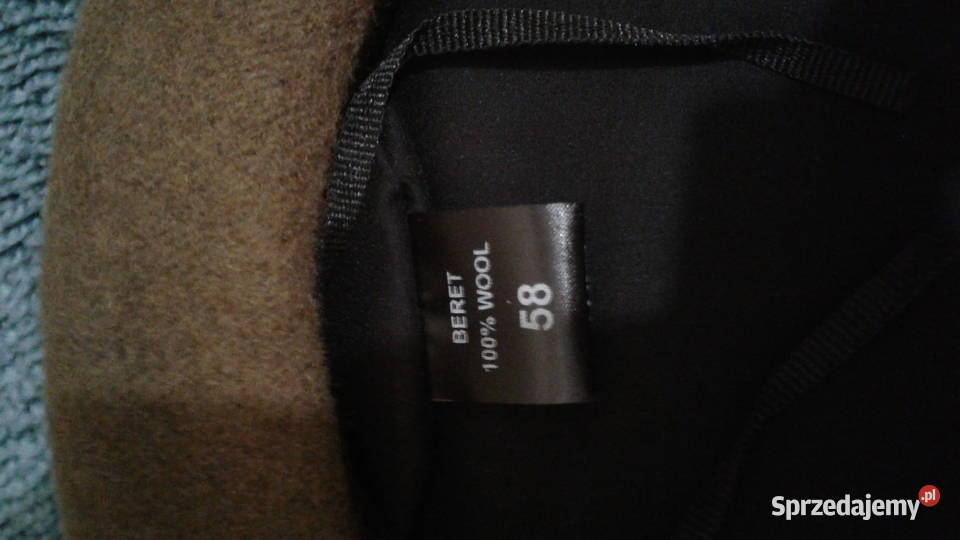 BERET
100% WOOL
58
Sprzedajemy.pl